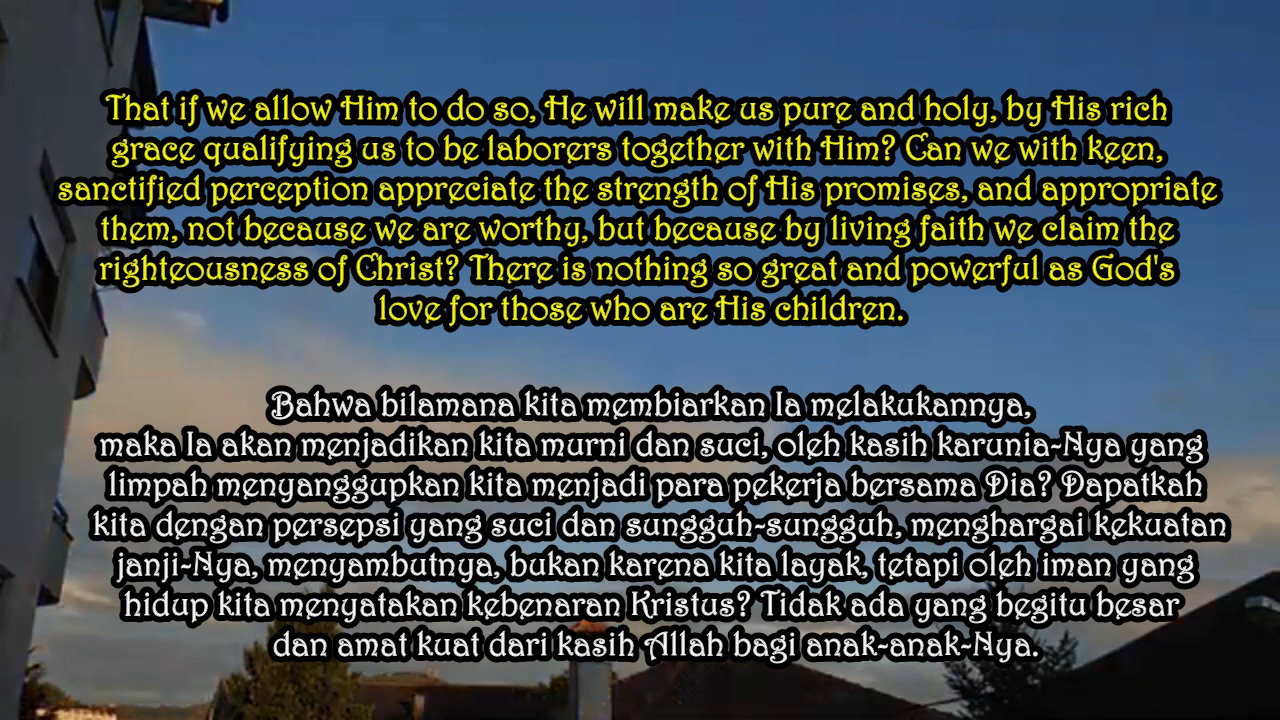 That if we allow Him to do so, He will make us pure and holy, by His rich
grace qualifying us to be laborers together with Him? Can we with keen,
sanctified perception appreciate the strength of His promises, and appropriate
them, not because we are worthy, but because by living faith we claim the
righteousness of Christ? There is nothing so great and powerful as God's
love for those who are His children.
Bahwa bilamana kita membiarkan Ia melakukannya,
maka Ia akan menjadikan kita murni dan suci, oleh kasih karunia-Nya yang
limpah menyanggupkan kita menjadi para pekerja bersama Dia? Dapatkah
kita dengan persepsi yang suci dan sungguh-sungguh, menghargai kekuatan
janji-Nya, menyambutnya, bukan karena kita layak, tetapi oleh iman yang
hidup kita menyatakan kebenaran Kristus? Tidak ada yang begitu besar
dan amat kuat dari kasih Allah bagi anak-anak-Nya.